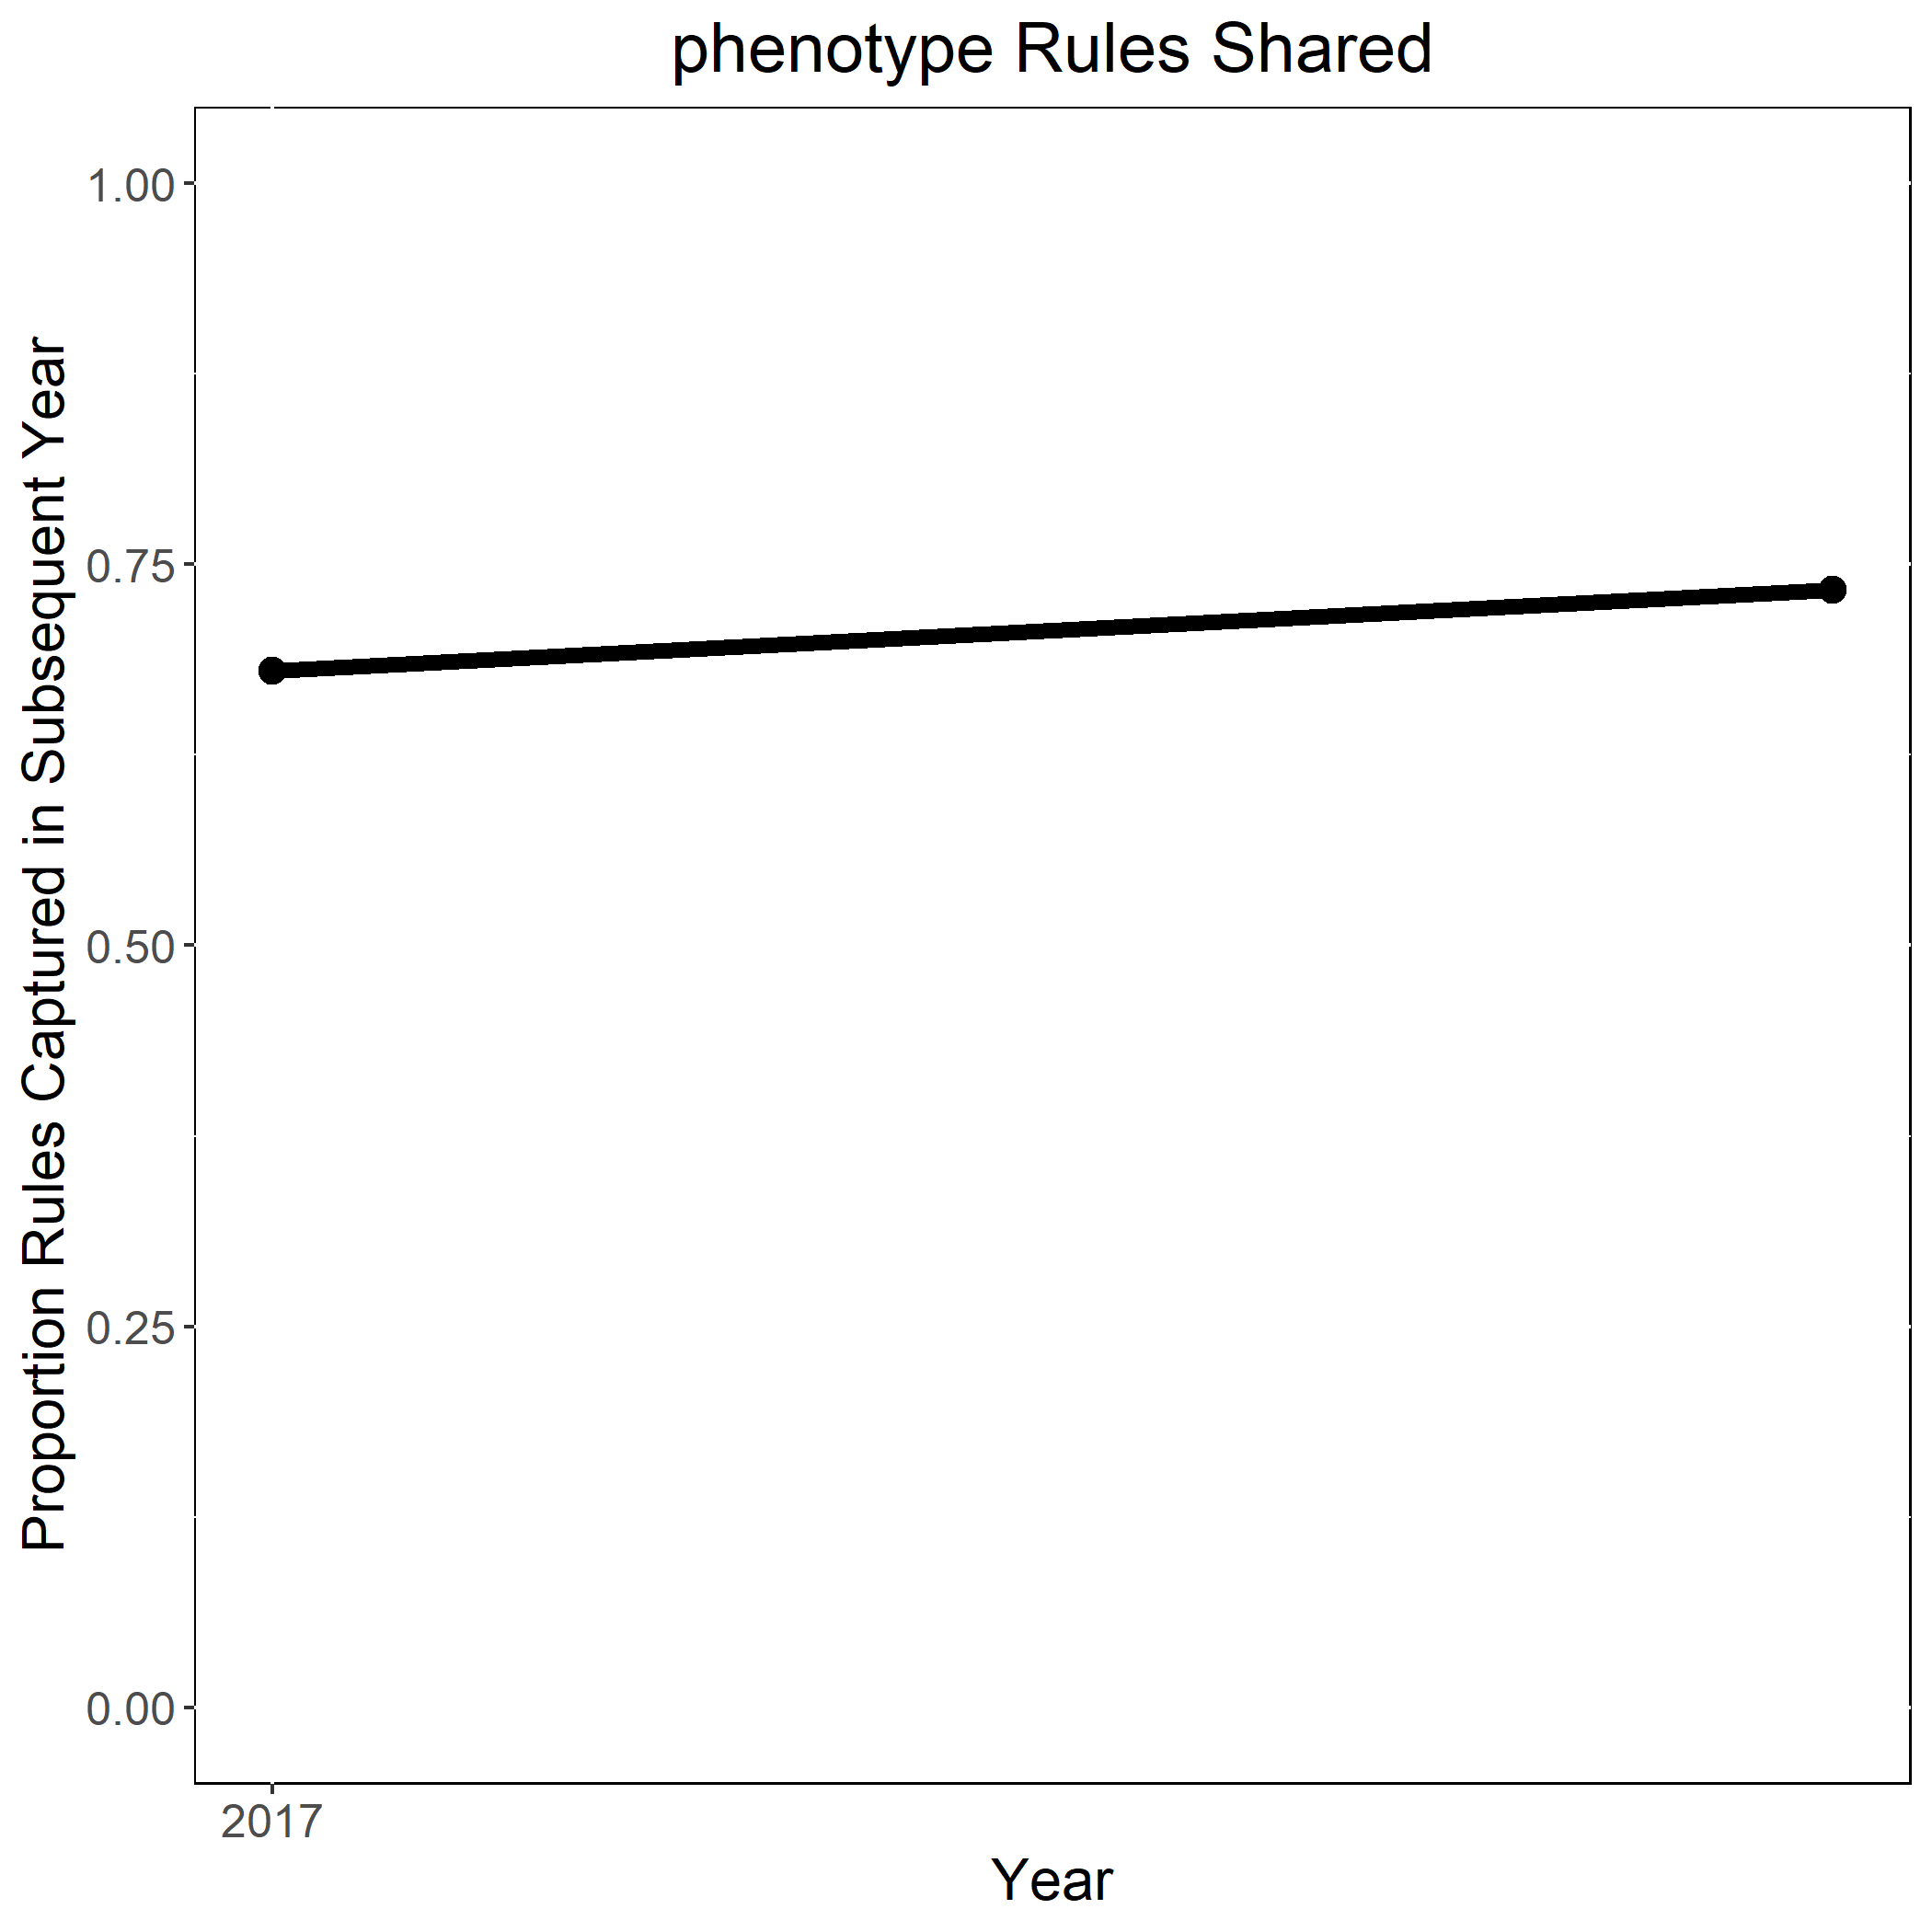 phenotype Rules Shared
Proportion Rules Captured in Subsequent Year
1.00
0.75
0.50
0.25
0.00
2017
Year